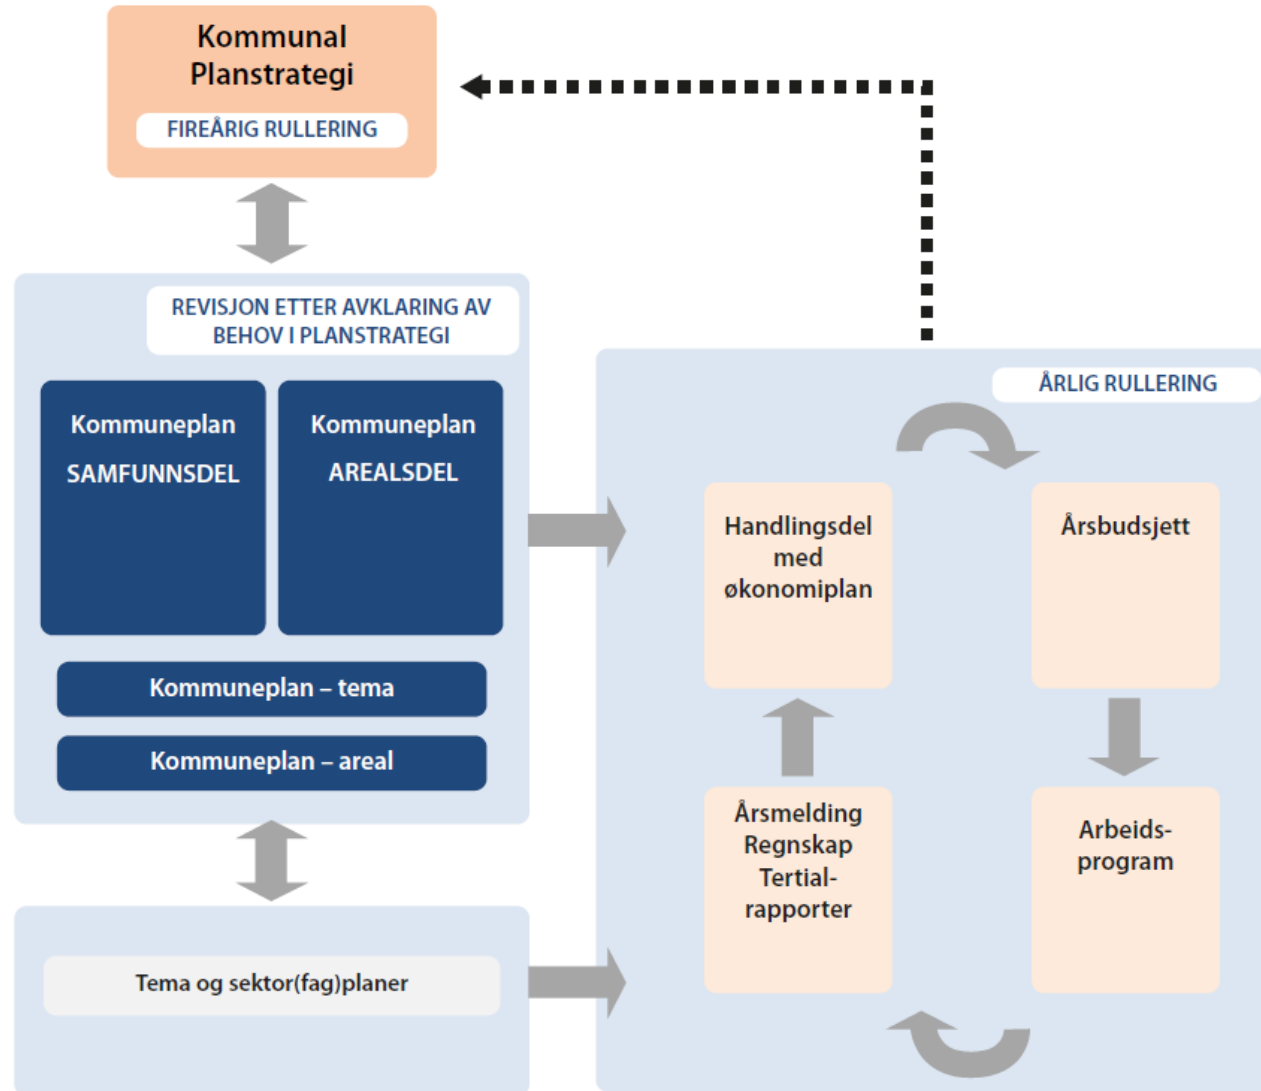 Kommunal
Planstrategi
FIREÅRIG RULLERING
REVISJON ETTER AVKLARING AV
BEHOV I PLANSTRATEGI
Kommuneplan
SAMFUNNSDEL
Kommuneplan
AREALSDEL
Kommuneplan – tema
Kommuneplan – areal
Tema og sektor(fag)planer
ÅRLIG RULLERING
Handlingsdel
med
økonomiplan
Årsbudsjett
Årsmelding
Regnskap
Tertial-
rapporter
Arbeids-
program